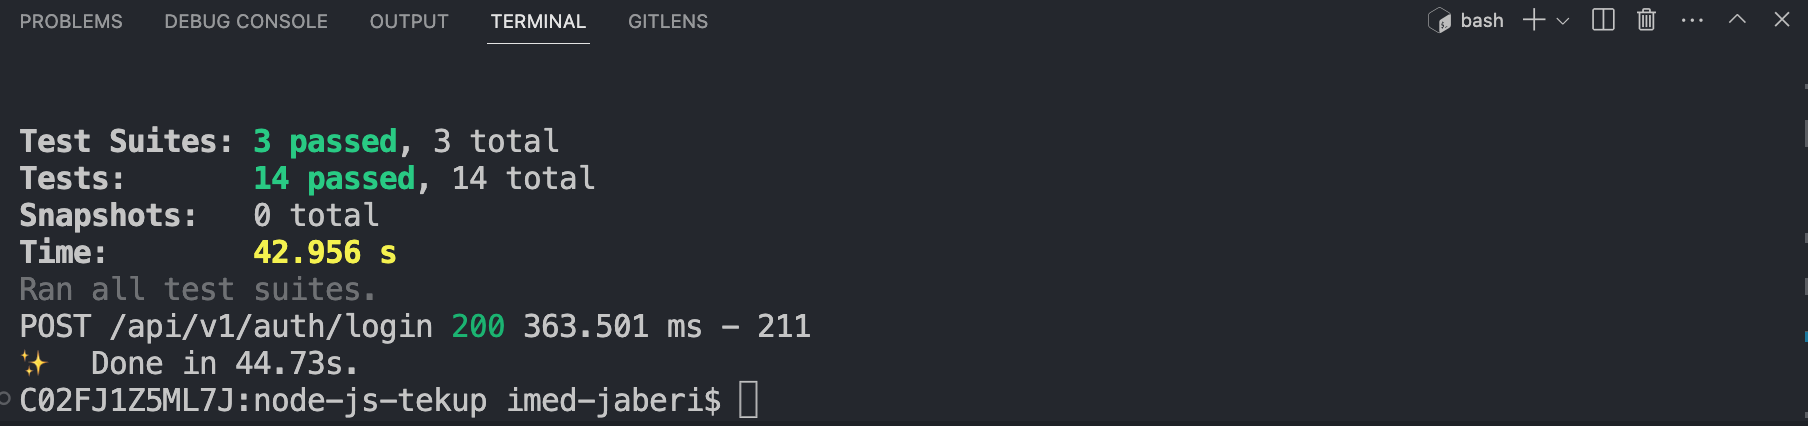 PROBLEMS DEBUG CONSOLE OUTPUT TERMINAL GITLENS bash
Test Suites: 3 passed, 3 total
Tests: 14 passed, 14 total
Snapshots: 0 total
Time: 42.956 s
Ran all test suites.
POST /api/v1/auth/login 200 363.501 ms - 211
✨ Done in 44.73s.
C02FJ1Z5ML7J:node-js-tekup imed-jaberi$